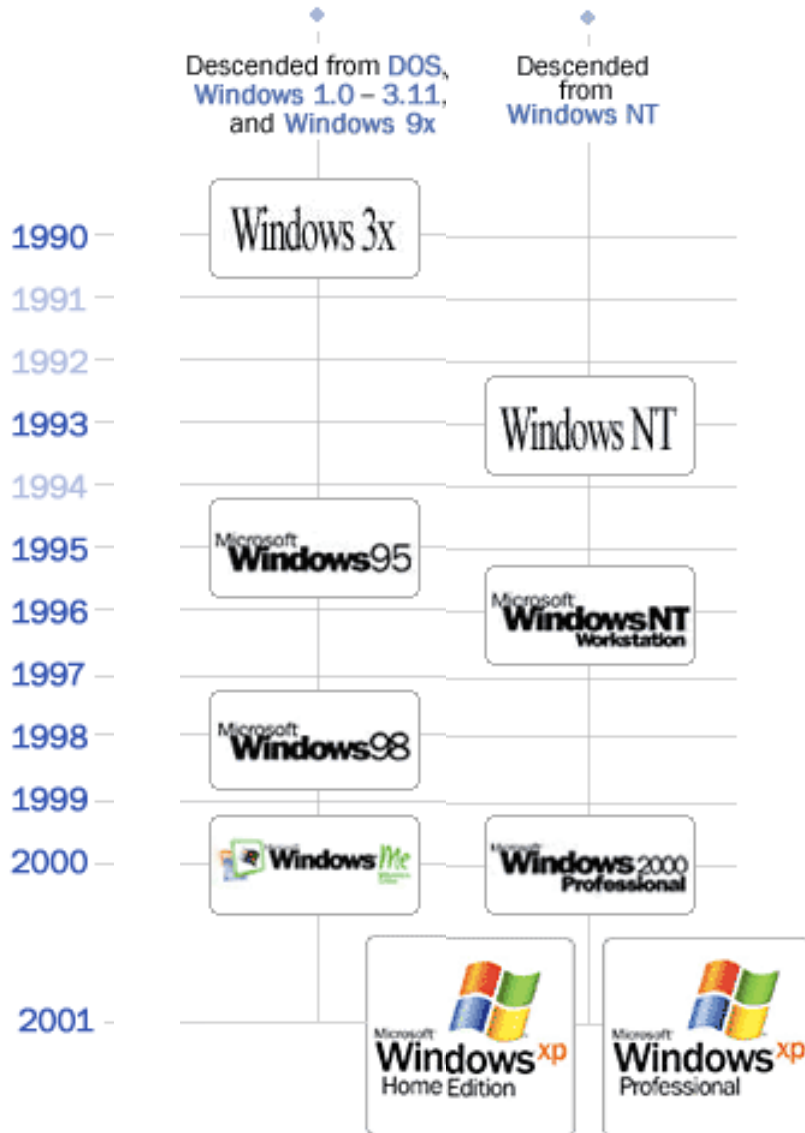 Descended from DOS,
Windows 1.0 – 3.11,
and Windows 9x
Descended
from
Windows NT
1990
Windows 3x
1991
1992
1993
Windows NT
1994
1995
Microsoft
Windows95
1996
Microsoft
WindowsNT
Workstation
1997
1998
Microsoft
Windows98
1999
2000
Windows Me
Microsoft
Windows 2000
Professional
2001
Microsoft
Windows xp
Home Edition
Microsoft
Windows xp
Professional